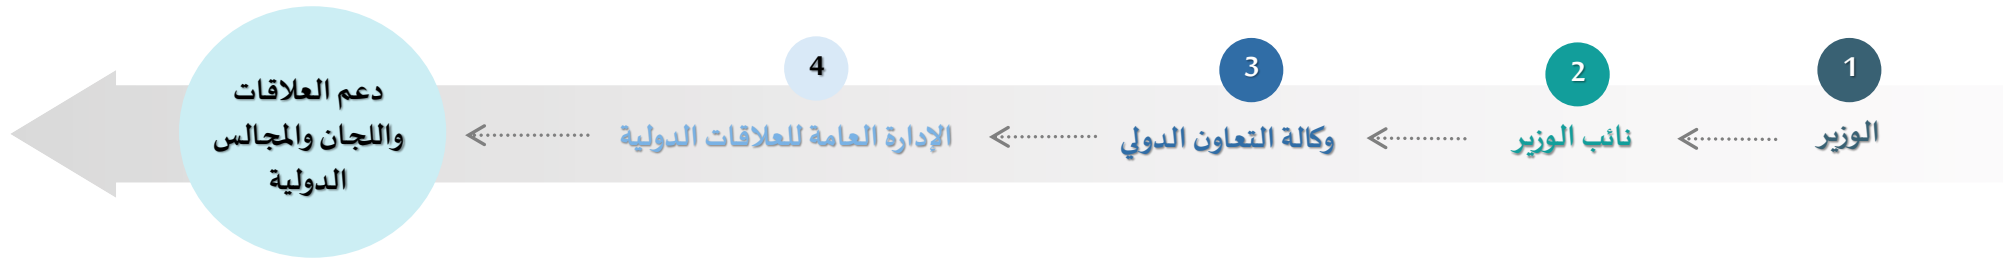 1
الوزير
2
نائب الوزير
3
وكالة التعاون الدولي
4
الإدارة العامة للعلاقات الدولية
دعم العلاقات
واللجان والمجالس
الدولية